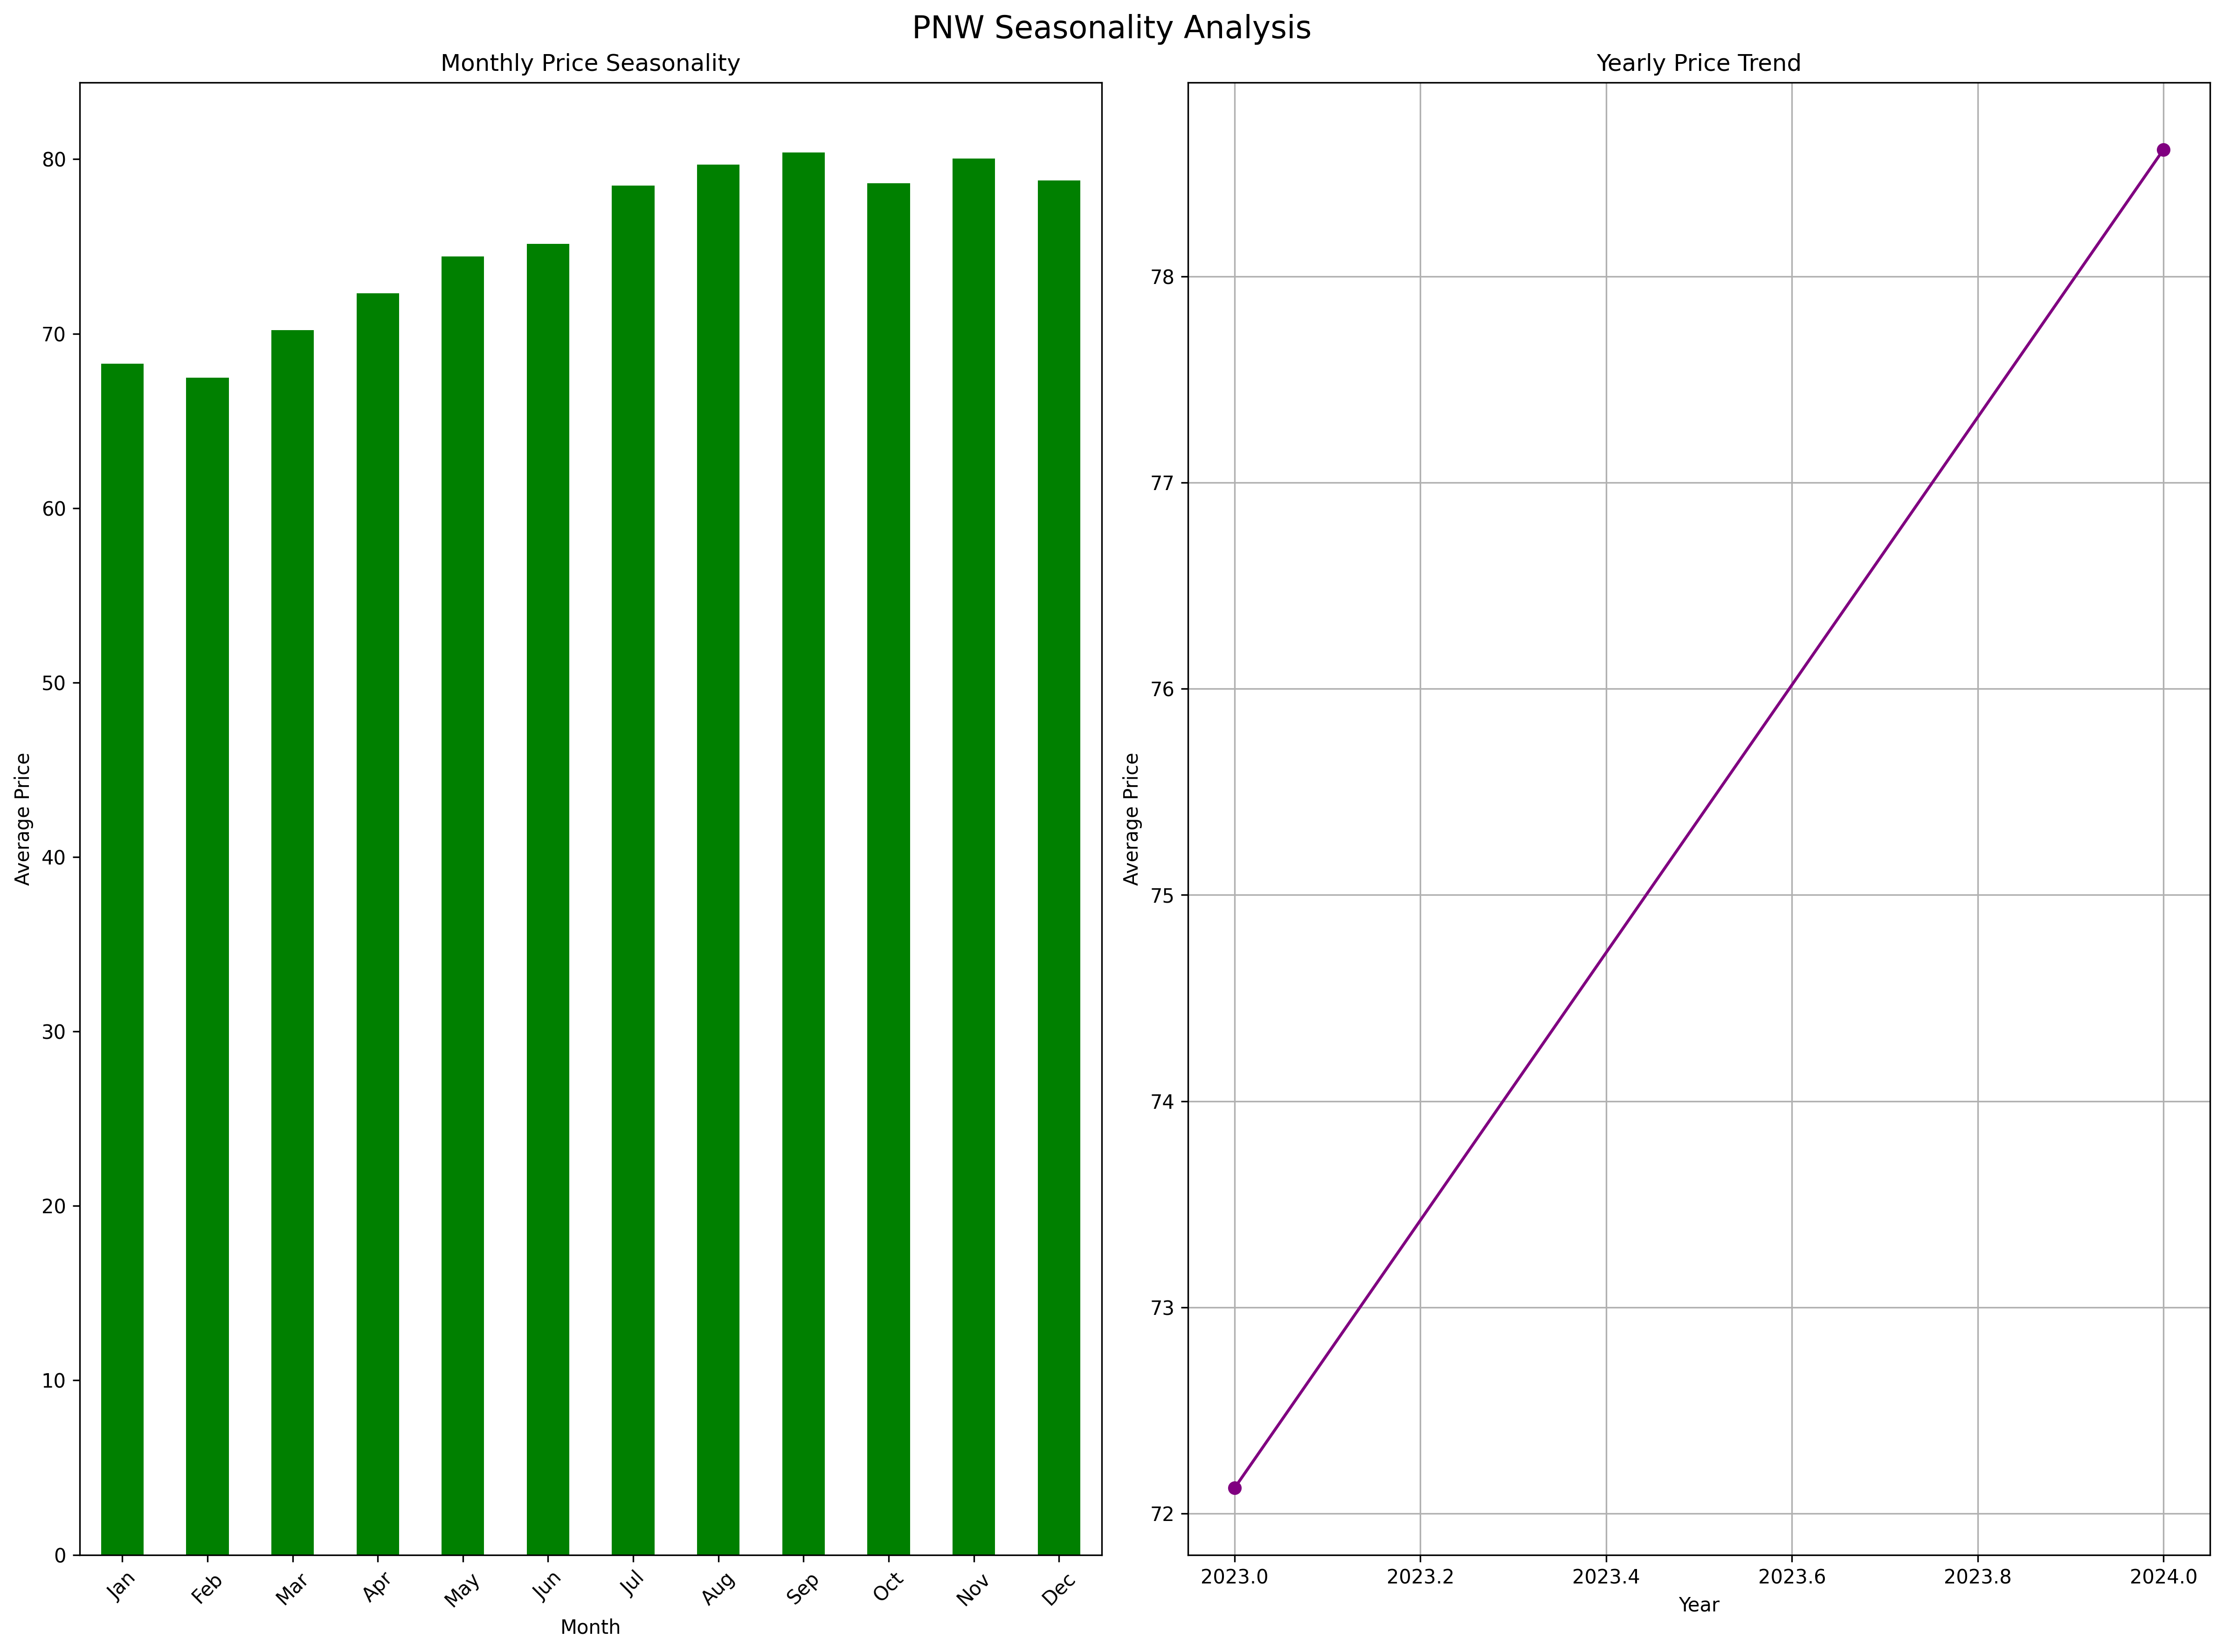 PNW Seasonality Analysis
Monthly Price Seasonality
Average Price
80
70
60
50
40
30
20
10
0
Jan
Feb
Mar
Apr
May
Jun
Jul
Aug
Sep
Oct
Nov
Dec
Month
Yearly Price Trend
Average Price
78
77
76
75
74
73
72
2023.0
2023.2
2023.4
2023.6
2023.8
2024.0
Year